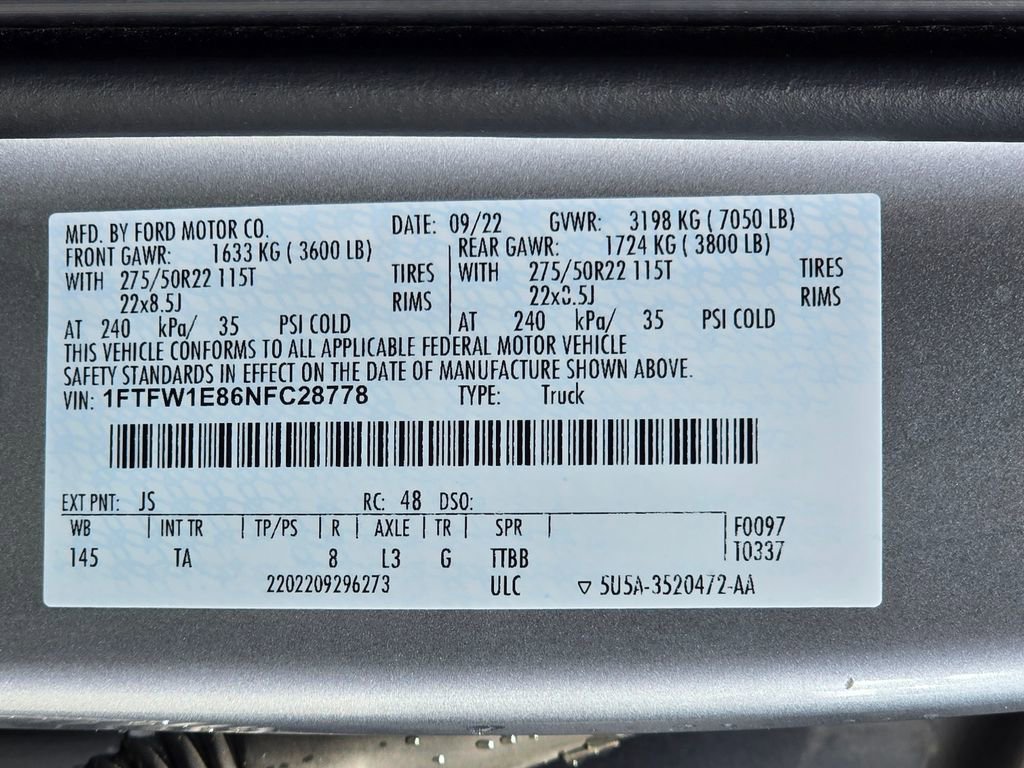 MFD. BY FORD MOTOR CO. DATE: 09/22 GVWR: 3198 KG ( 7050 LB)
FRONT GAWR: 1633 KG ( 3600 LB) REAR GAWR: 1724 KG ( 3800 LB)
WITH 275/50R22 115T TIRES WITH 275/50R22 115T TIRES
22x8.5J RIMS 22x8.5J RIMS
AT 240 kPa/ 35 PSI COLD AT 240 kPa/ 35 PSI COLD
THIS VEHICLE CONFORMS TO ALL APPLICABLE FEDERAL MOTOR VEHICLE
SAFETY STANDARDS IN EFFECT ON THE DATE OF MANUFACTURE SHOWN ABOVE.
VIN: 1FTFW1E86NFC28778 TYPE: Truck
EXT PNT: JS RC: 48 DSO:
WB | INT TR | TP/PS | R | AXLE | TR | SPR | F0097
145 TA 8 L3 G TTBB T0337
2202209296273 ULC ▽ 5U5A-3520472-AA